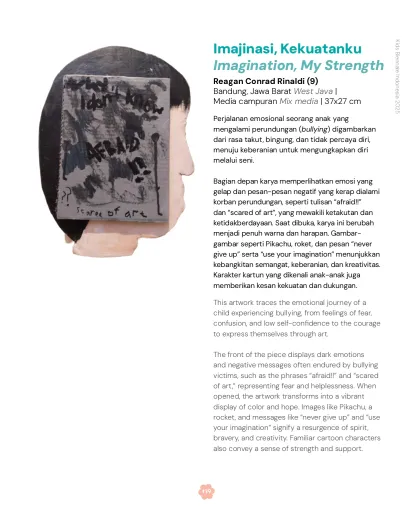 Imajinasi, Kekuatanku
Imagination, My Strength
Reagan Conrad Rinaldi (9)
Bandung, Jawa Barat West Java |
Media campuran Mix media | 37x27 cm
Perjalanan emosional seorang anak yang
mengalami perundungan (bullying) digambarkan
dari rasa takut, bingung, dan tidak percaya diri,
menuju keberanian untuk mengungkapkan diri
melalui seni.
Bagian depan karya memperlihatkan emosi yang
gelap dan pesan-pesan negatif yang kerap dialami
korban perundungan, seperti tulisan "afraid!!"
dan "scared of art", yang mewakili ketakutan dan
ketidakberdayaan. Saat dibuka, karya ini berubah
menjadi penuh warna dan harapan. Gambar-
gambar seperti Pikachu, roket, dan pesan "never
give up" serta "use your imagination" menunjukkan
kebangkitan semangat, keberanian, dan kreativitas.
Karakter kartun yang dikenali anak-anak juga
memberikan kesan kekuatan dan dukungan.
This artwork traces the emotional journey of a
child experiencing bullying, from feelings of fear,
confusion, and low self-confidence to the courage
to express themselves through art.
The front of the piece displays dark emotions
and negative messages often endured by bullying
victims, such as the phrases "afraid!!" and "scared
of art," representing fear and helplessness. When
opened, the artwork transforms into a vibrant
display of color and hope. Images like Pikachu, a
rocket, and messages like "never give up" and "use
your imagination" signify a resurgence of spirit,
bravery, and creativity. Familiar cartoon characters
also convey a sense of strength and support.
Kids Biennale Indonesia 2025
AFRAID
scared of art